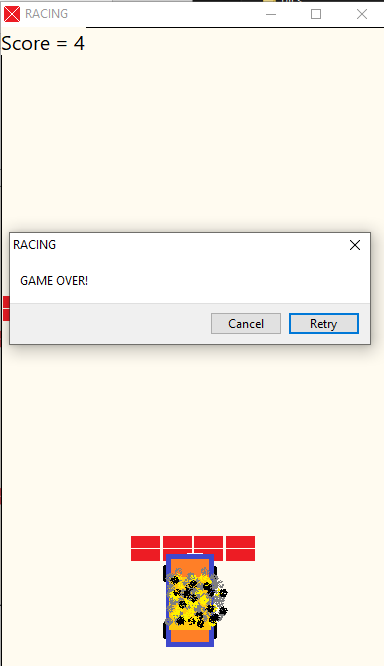 RACING
Score = 4
RACING
GAME OVER!
Cancel
Retry